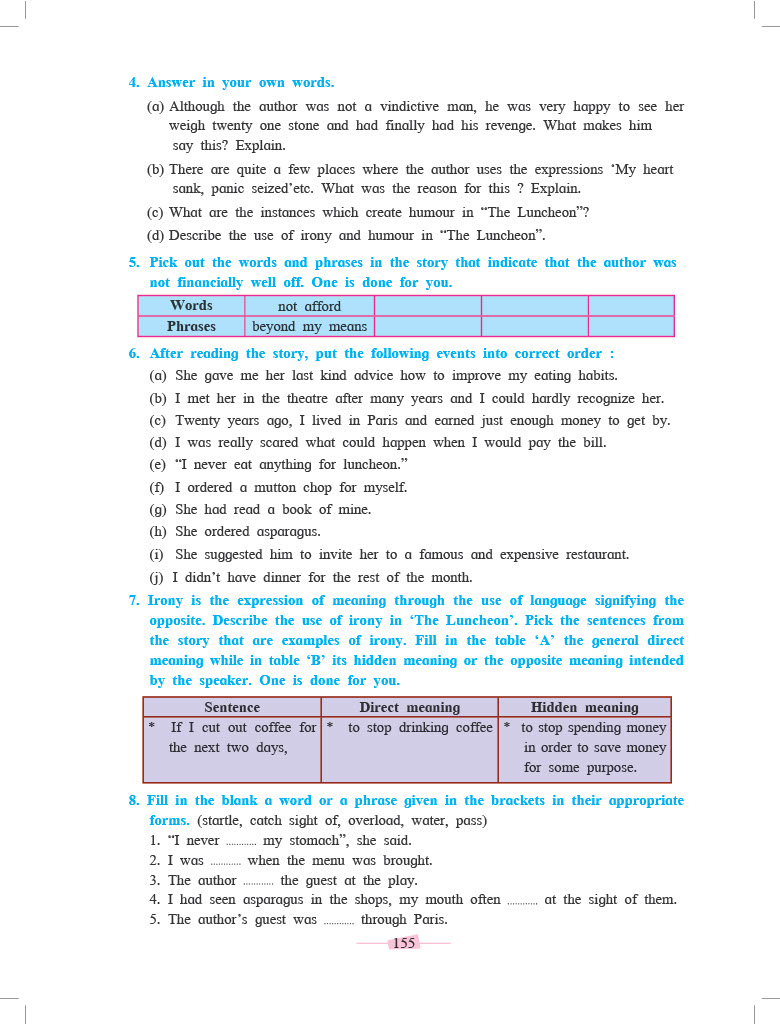 4. Answer in your own words.
(a) Although the author was not a vindictive man, he was very happy to see her
weigh twenty one stone and had finally had his revenge. What makes him
say this? Explain.
(b) There are quite a few places where the author uses the expressions ‘My heart
sank, panic seized’etc. What was the reason for this ? Explain.
(c) What are the instances which create humour in “The Luncheon”?
(d) Describe the use of irony and humour in “The Luncheon”.
5. Pick out the words and phrases in the story that indicate that the author was
not financially well off. One is done for you.
Words not afford
Phrases beyond my means
6. After reading the story, put the following events into correct order :
(a) She gave me her last kind advice how to improve my eating habits.
(b) I met her in the theatre after many years and I could hardly recognize her.
(c) Twenty years ago, I lived in Paris and earned just enough money to get by.
(d) I was really scared what could happen when I would pay the bill.
(e) “I never eat anything for luncheon.”
(f) I ordered a mutton chop for myself.
(g) She had read a book of mine.
(h) She ordered asparagus.
(i) She suggested him to invite her to a famous and expensive restaurant.
(j) I didn’t have dinner for the rest of the month.
7. Irony is the expression of meaning through the use of language signifying the
opposite. Describe the use of irony in ‘The Luncheon’. Pick the sentences from
the story that are examples of irony. Fill in the table ‘A’ the general direct
meaning while in table ‘B’ its hidden meaning or the opposite meaning intended
by the speaker. One is done for you.
Sentence Direct meaning Hidden meaning
* If I cut out coffee for * to stop drinking coffee * to stop spending money
the next two days, in order to save money
for some purpose.
8. Fill in the blank a word or a phrase given in the brackets in their appropriate
forms. (startle, catch sight of, overload, water, pass)
1. “I never ............ my stomach”, she said.
2. I was ............ when the menu was brought.
3. The author ............ the guest at the play.
4. I had seen asparagus in the shops, my mouth often ............ at the sight of them.
5. The author’s guest was ............ through Paris.
155